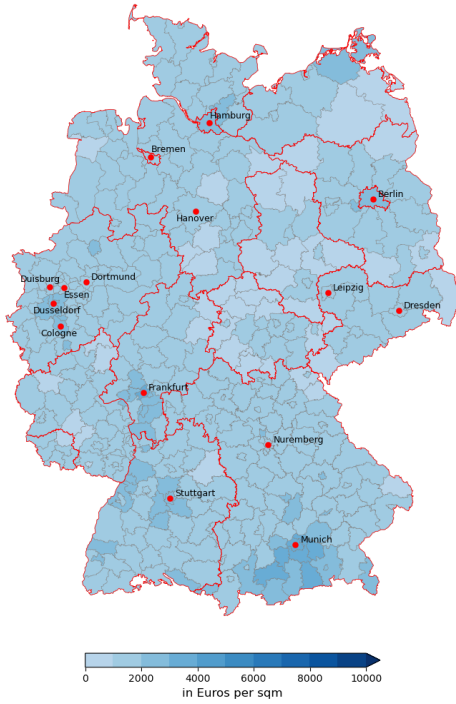 Hamburg
Bremen
Berlin
Hanover
Duisburg
Dortmund
Essen
Leipzig
Dusseldorf
Dresden
Cologne
Frankfurt
Nuremberg
Stuttgart
Munich
0 2000 4000 6000 8000 10000
in Euros per sqm